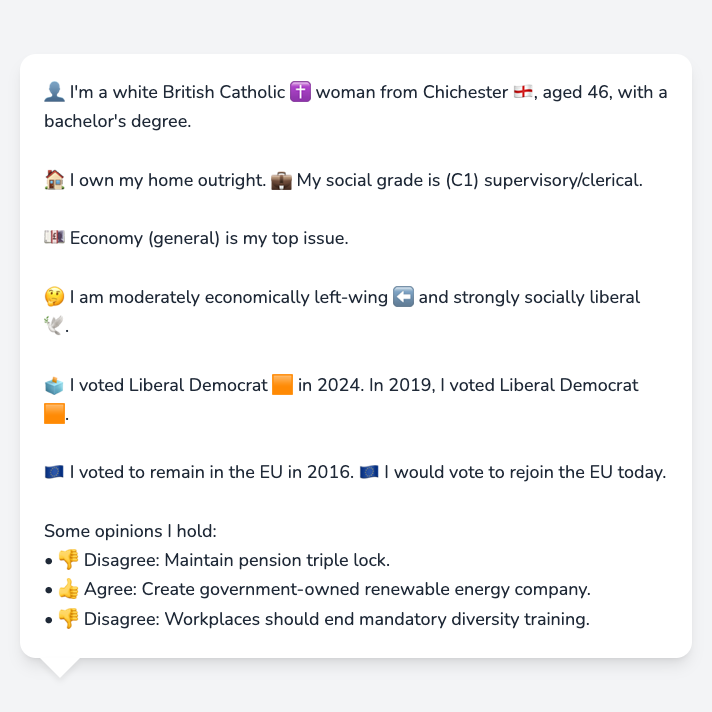 👤 I'm a white British Catholic ✝️ woman from Chichester 🏴󠁧󠁢󠁥󠁮󠁧󠁿, aged 46, with a
bachelor's degree.
🏠 I own my home outright. 💼 My social grade is (C1) supervisory/clerical.
💷 Economy (general) is my top issue.
🤔 I am moderately economically left-wing ⬅️ and strongly socially liberal
🕊️.
🗳️ I voted Liberal Democrat 🟧 in 2024. In 2019, I voted Liberal Democrat
🟧.
🇪🇺 I voted to remain in the EU in 2016. 🇪🇺 I would vote to rejoin the EU today.
Some opinions I hold:
• 👎 Disagree: Maintain pension triple lock.
• 👍 Agree: Create government-owned renewable energy company.
• 👎 Disagree: Workplaces should end mandatory diversity training.